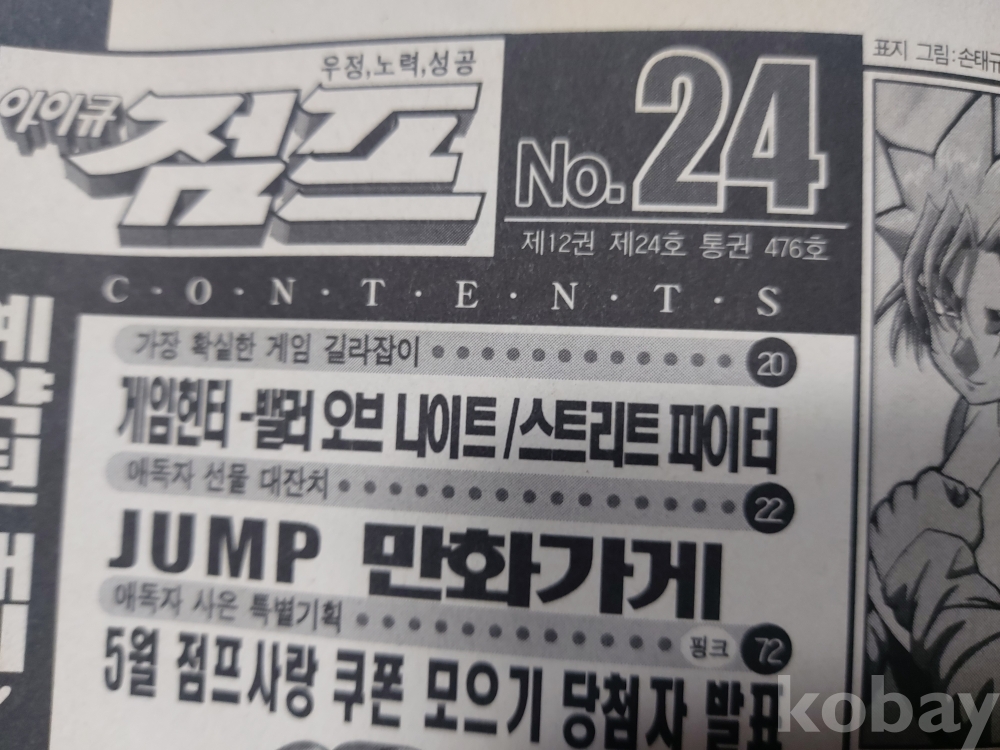 표지 그림:손태규
우정,노력,성공
아이큐 점프
No.24
제12권 제24호 통권 476호
C·O·N·T·E·N·T·S
가장 확실한 게임 길라잡이 20
게임헌터 -밸러 오브 나이트/스트리트 파이터
애독자 선물 대잔치 22
JUMP 만화가게
애독자 사은 특별기획 핑크 72
5월 점프사랑 쿠폰 모으기 당첨자 발표
kobay